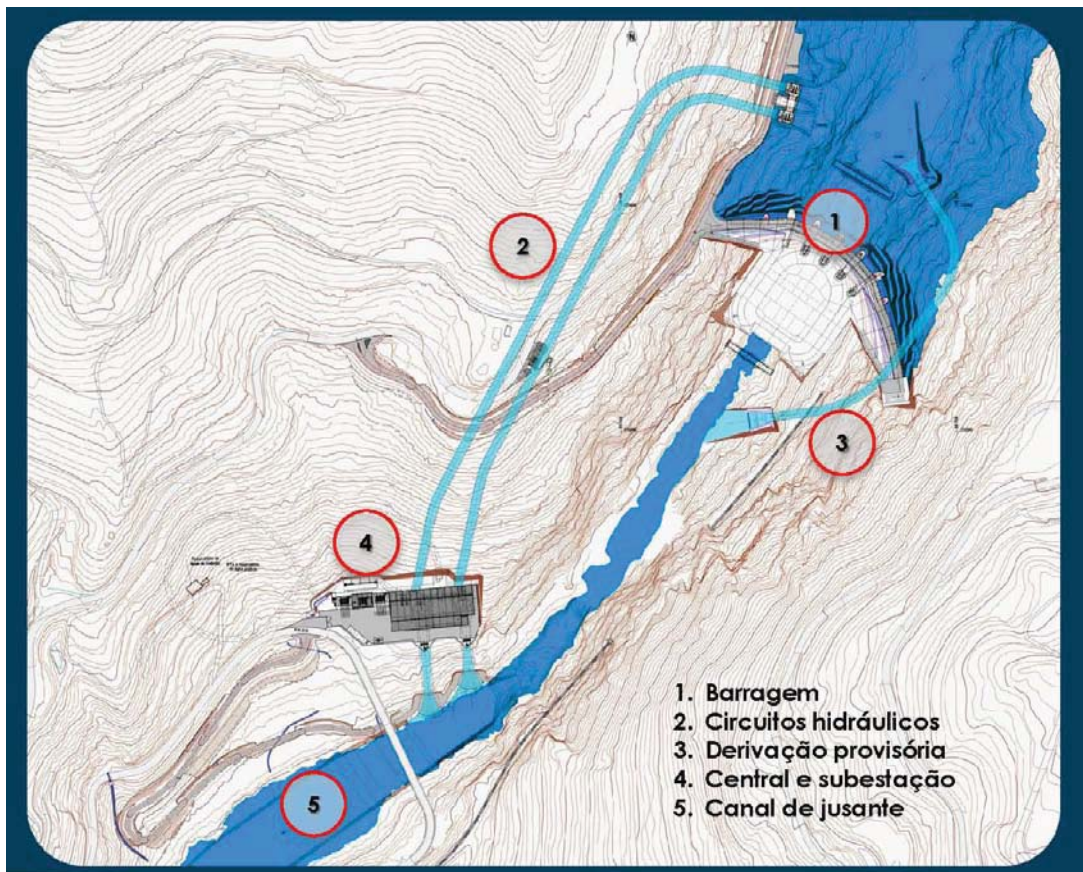 1
2
3
4
5
1. Barragem
2. Circuitos hidráulicos
3. Derivação provisória
4. Central e subestação
5. Canal de jusante